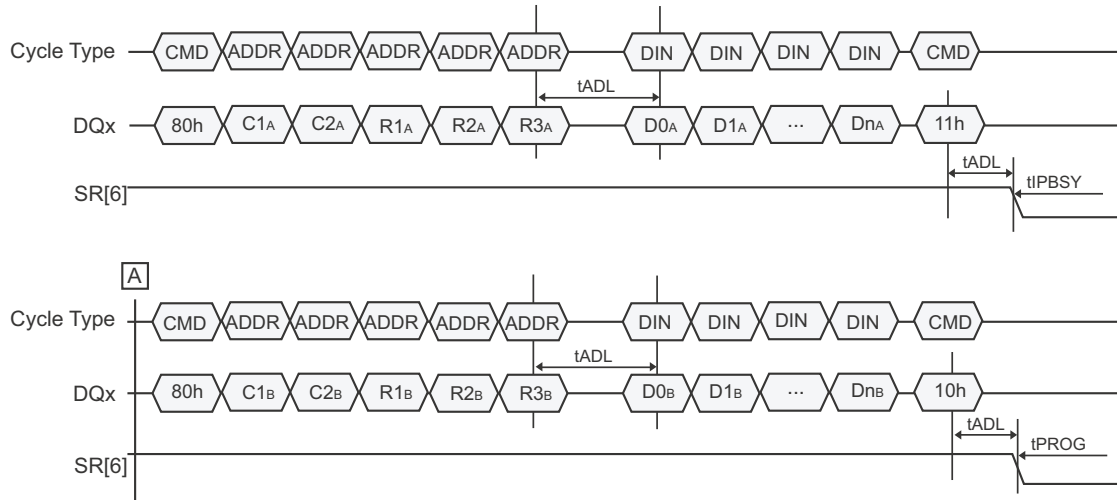 Cycle Type CMD ADDR ADDR ADDR ADDR ADDR DIN DIN DIN DIN CMD
tADL
DQx 80h C1A C2A R1A R2A R3A D0A D1A ... DnA 11h
tADL
SR[6] tIPBSY
A
Cycle Type CMD ADDR ADDR ADDR ADDR ADDR DIN DIN DIN DIN CMD
tADL
DQx 80h C1B C2B R1B R2B R3B D0B D1B ... DnB 10h
tADL
SR[6] tPROG